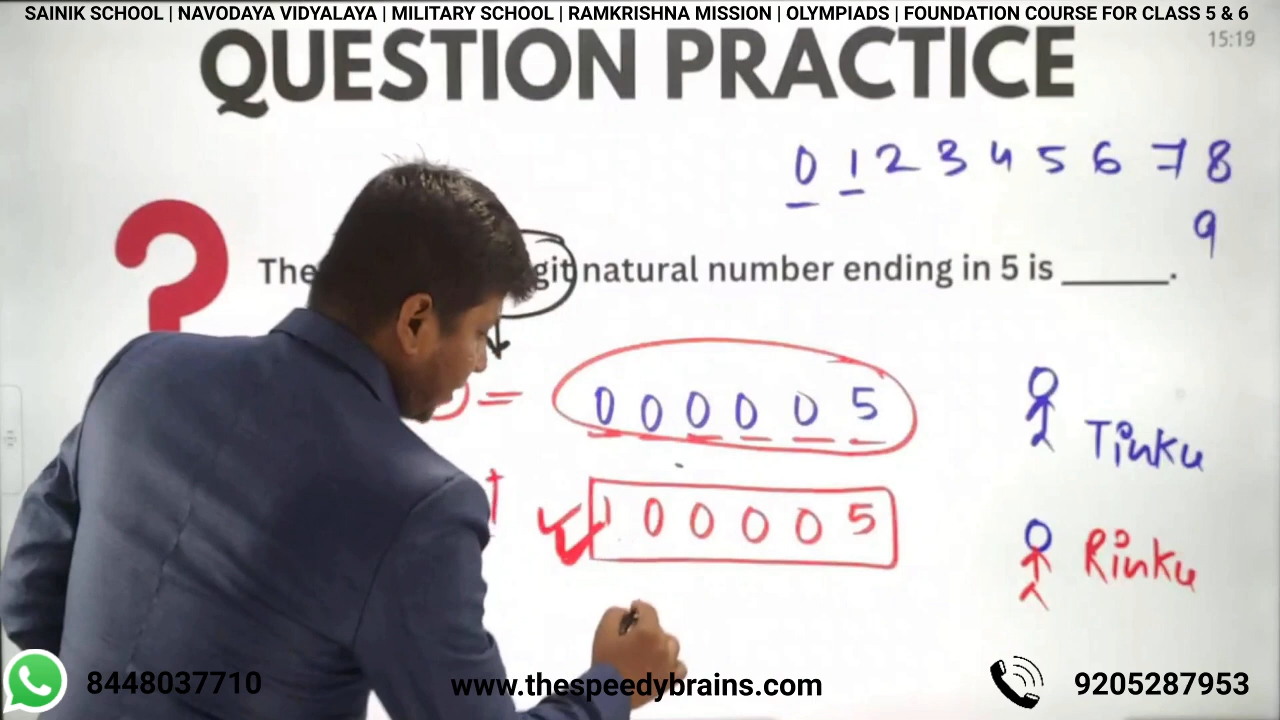 SAINIK SCHOOL | NAVODAYA VIDYALAYA | MILITARY SCHOOL | RAMKRISHNA MISSION | OLYMPIADS | FOUNDATION COURSE FOR CLASS 5 & 6
15:19
QUESTION PRACTICE
0 1 2 3 4 5 6 7 8
9
The git natural number ending in 5 is ______.
= 0 0 0 0 0 5
Tinku
1 0 0 0 0 5
Rinku
8448037710 www.thespeedybrains.com 9205287953